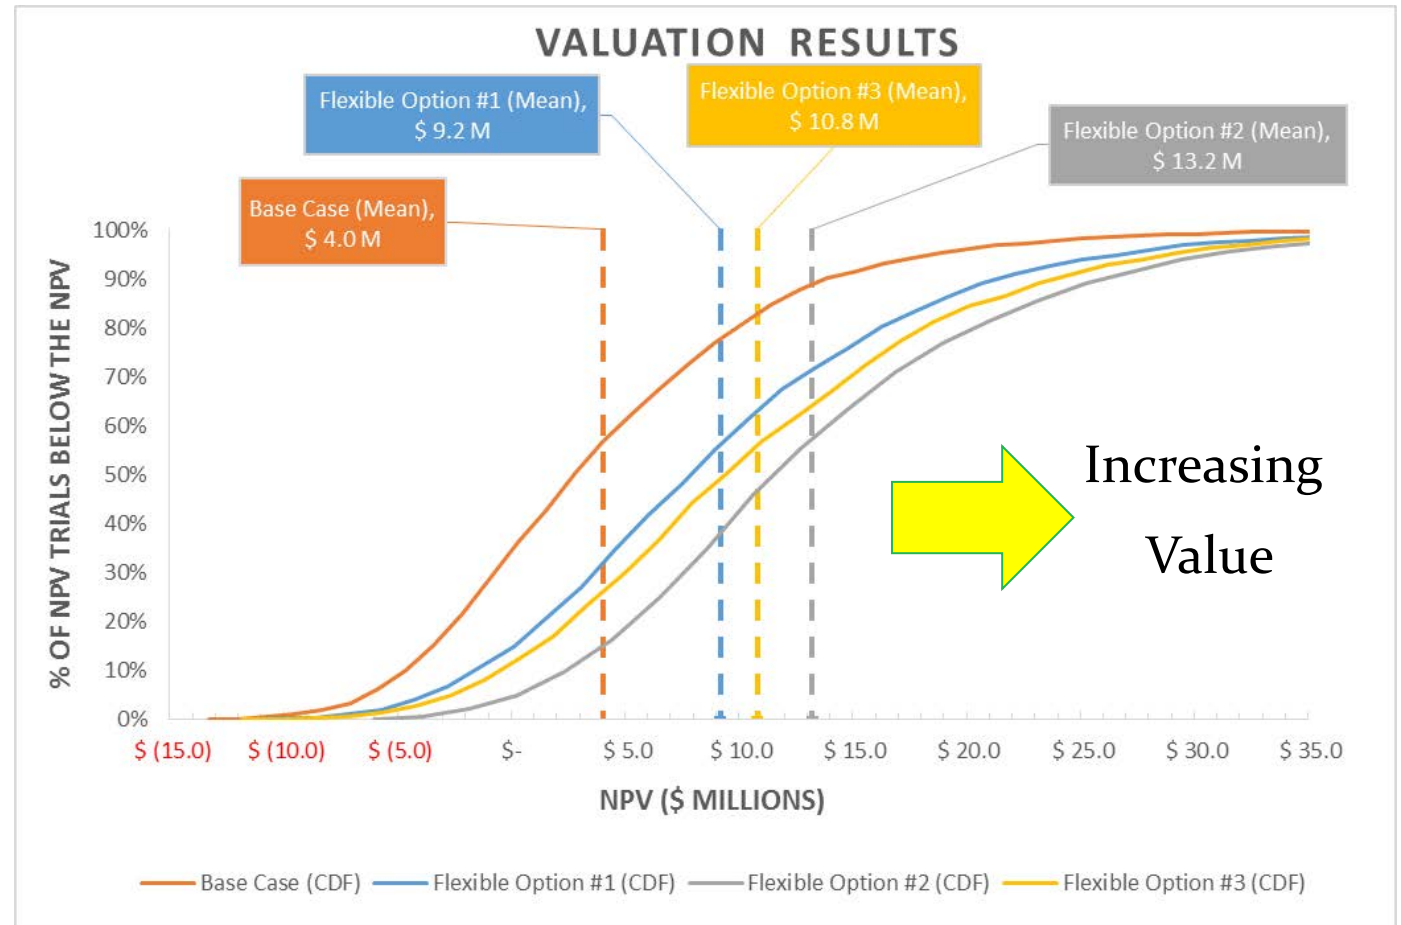 VALUATION RESULTS
Flexible Option #1 (Mean),
$ 9.2 M
Flexible Option #3 (Mean),
$ 10.8 M
Flexible Option #2 (Mean),
$ 13.2 M
Base Case (Mean),
$ 4.0 M
% OF NPV TRIALS BELOW THE NPV
100%
90%
80%
70%
60%
50%
40%
30%
20%
10%
0%
Increasing
Value
$ (15.0) $ (10.0) $ (5.0) $- $ 5.0 $ 10.0 $ 15.0 $ 20.0 $ 25.0 $ 30.0 $ 35.0
NPV ($ MILLIONS)
Base Case (CDF) Flexible Option #1 (CDF) Flexible Option #2 (CDF) Flexible Option #3 (CDF)